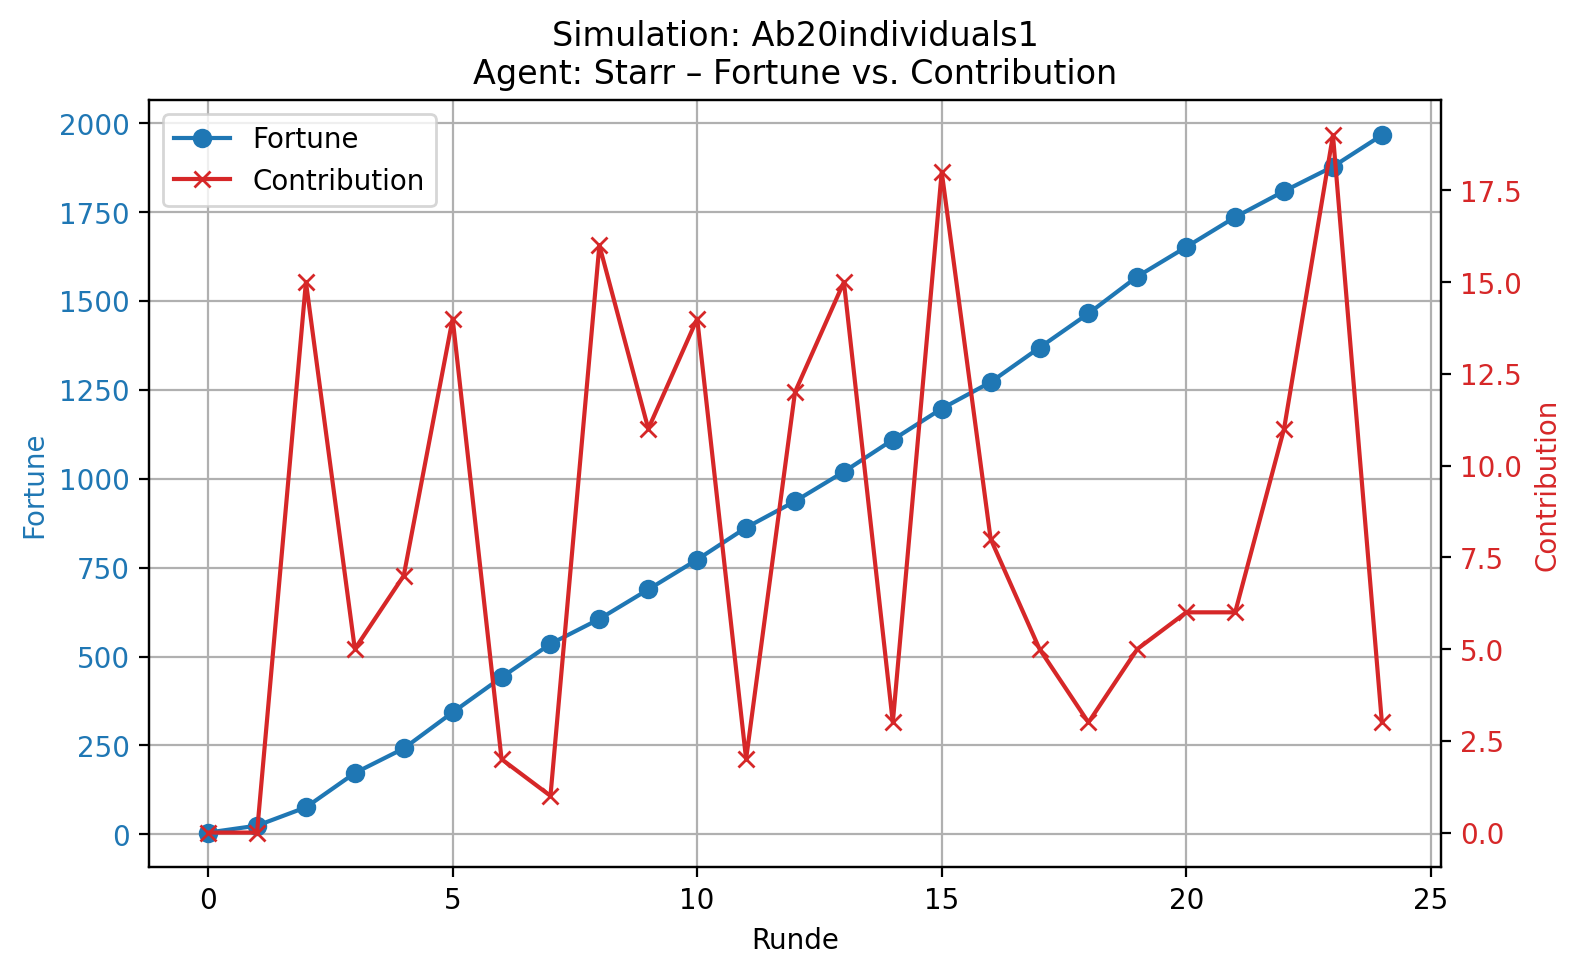 Simulation: Ab20individuals1
Agent: Starr – Fortune vs. Contribution
Fortune
Contribution
2000
1750
1500
1250
1000
750
500
250
0
Fortune
17.5
15.0
12.5
10.0
7.5
5.0
2.5
0.0
Contribution
0 5 10 15 20 25
Runde